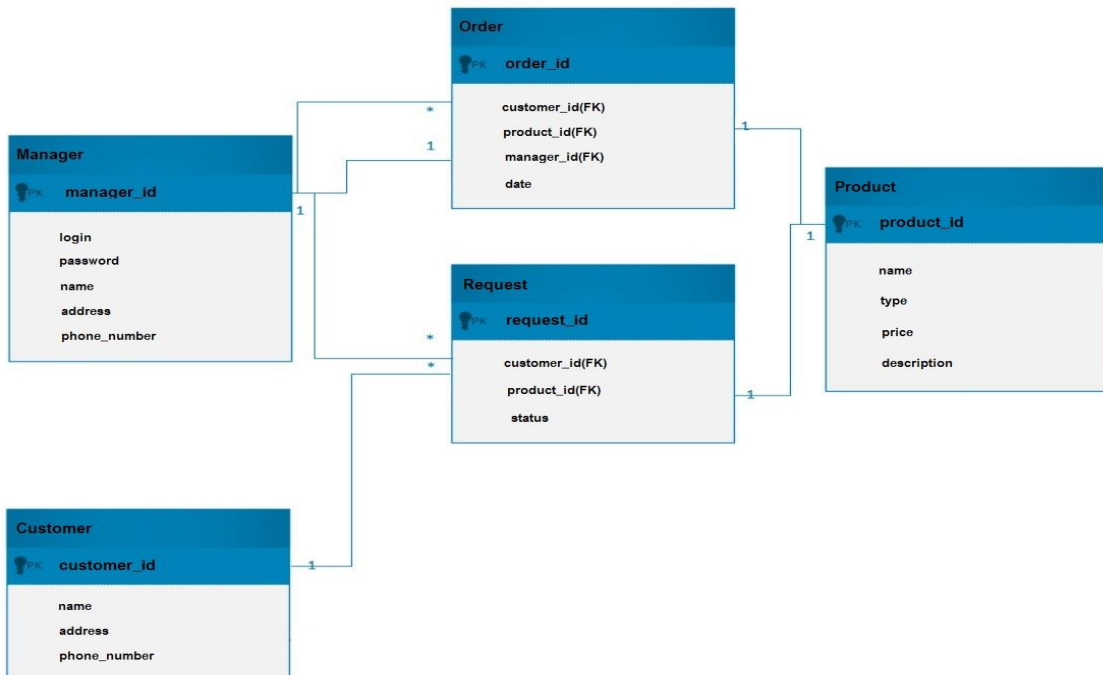 Order
PK order_id
customer_id(FK)
product_id(FK)
manager_id(FK)
date
*
1
1
Manager
PK manager_id
1
login
password
name
address
phone_number
Product
PK product_id
1
name
type
price
description
Request
PK request_id
customer_id(FK)
product_id(FK)
status
*
*
1
Customer
PK customer_id
1
name
address
phone_number